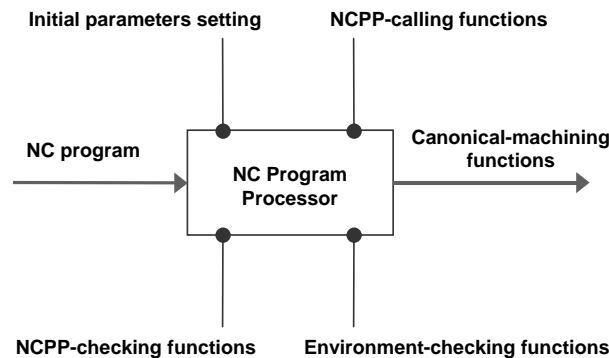 Initial parameters setting
NCPP-calling functions
NC program
NC Program
Processor
Canonical-machining
functions
NCPP-checking functions
Environment-checking functions